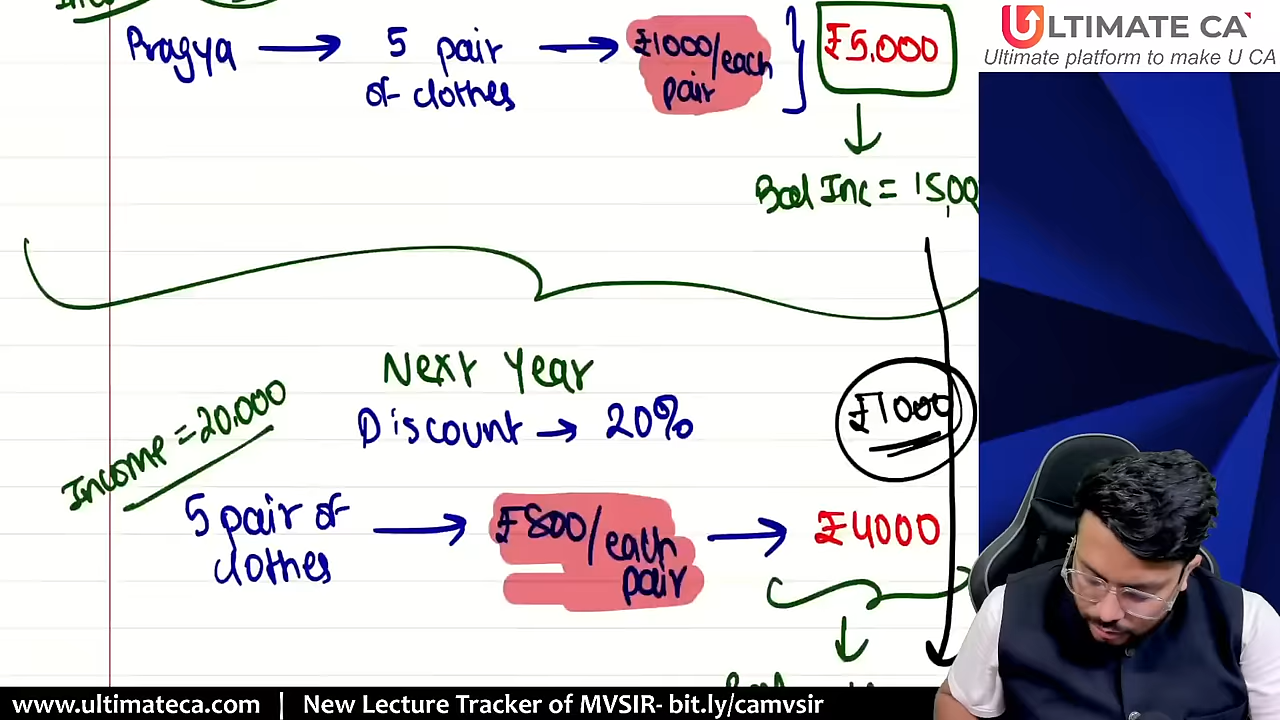 ULTIMATE CA
Ultimate platform to make U CA
Pragya → 5 pair of clothes → ₹1000/each pair } ₹5,000
↓
Bal Inc = 15,00
Next Year
Discount → 20%
₹1000
Income = 20,000
5 pair of clothes → ₹800/each pair → ₹4000
↓
www.ultimateca.com | New Lecture Tracker of MVSIR- bit.ly/camvsir